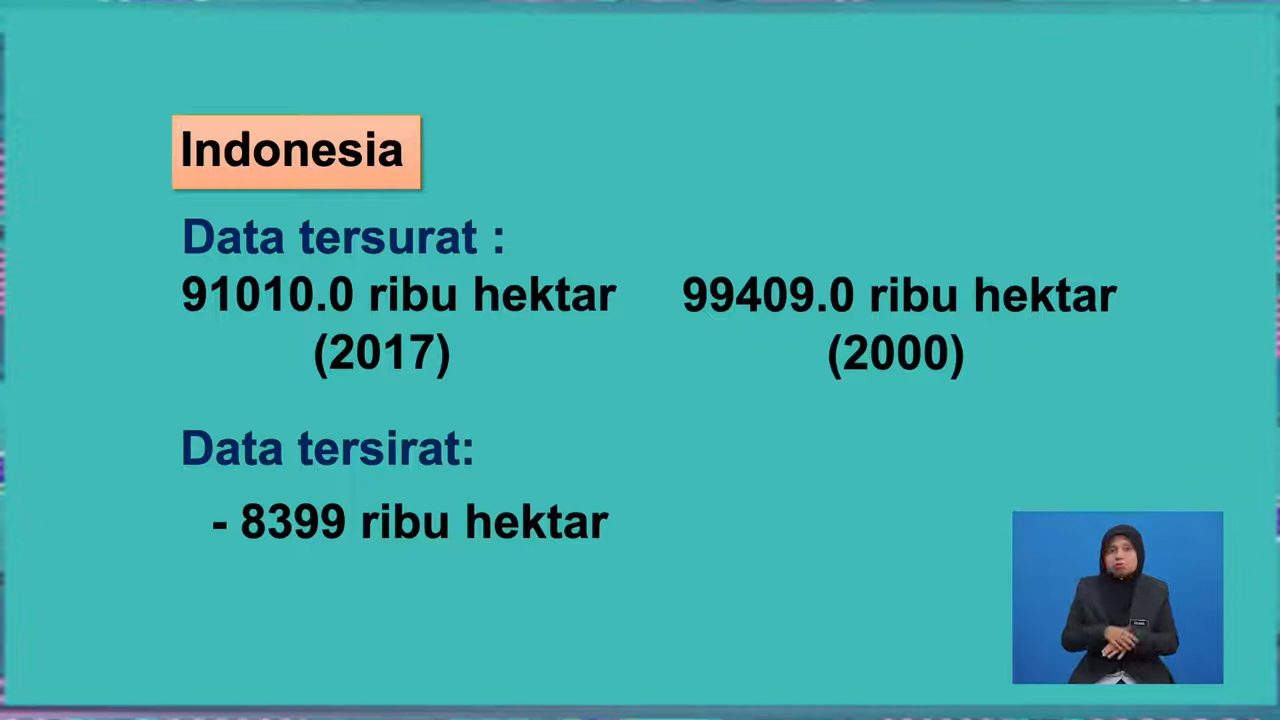 Indonesia
Data tersurat :
91010.0 ribu hektar 99409.0 ribu hektar
(2017) (2000)
Data tersirat:
- 8399 ribu hektar